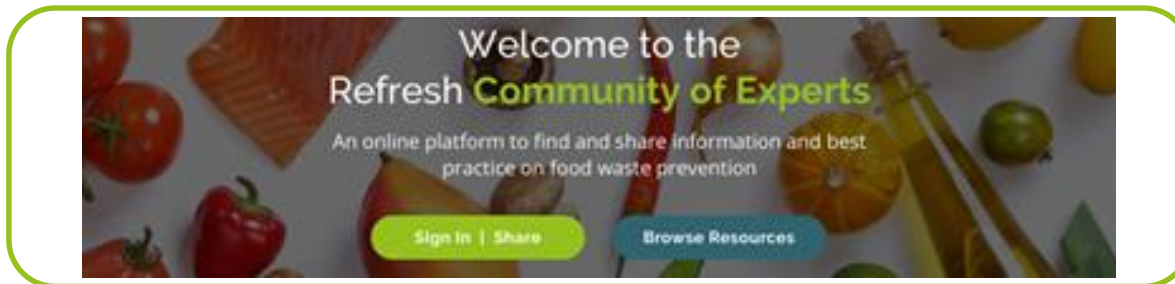 Welcome to the
Refresh Community of Experts
An online platform to find and share information and best
practice on food waste prevention
Sign In | Share
Browse Resources